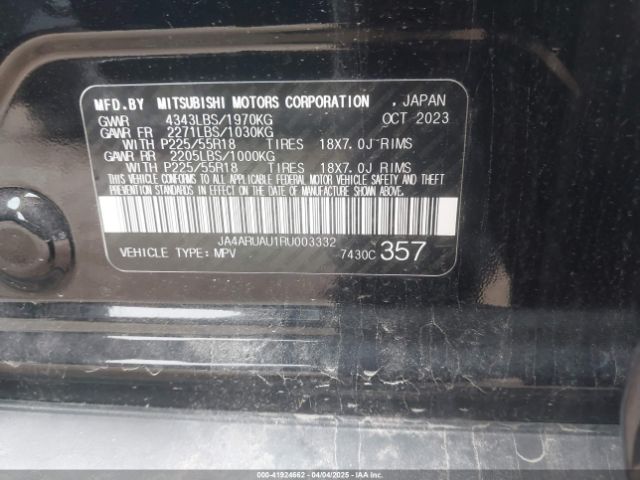 MFD.BY MITSUBISHI MOTORS CORPORATION , JAPAN
GVWR 4343LBS/1970KG OCT 2023
GAWR FR 2271LBS/1030KG
WITH P225/55R18 TIRES 18X7.0J RIMS
GAWR RR 2205LBS/1000KG
WITH P225/55R18 TIRES 18X7.0J RIMS
THIS VEHICLE CONFORMS TO ALL APPLICABLE FEDERAL MOTOR VEHICLE SAFETY AND THEFT
PREVENTION STANDARDS IN EFFECT ON THE DATE OF MANUFACTURE SHOWN ABOVE.
JA4ARUAU1RU003332
VEHICLE TYPE: MPV 7430C 357
000-41924662 - 04/04/2025 - IAAI.COM